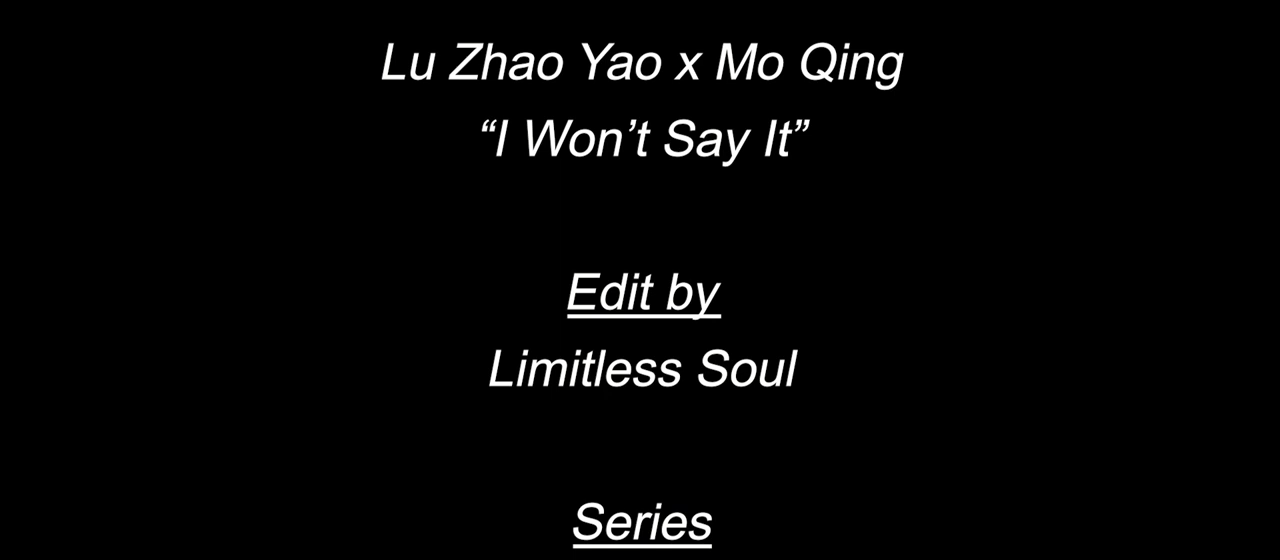 Lu Zhao Yao x Mo Qing
“I Won’t Say It”
Edit by
Limitless Soul
Series